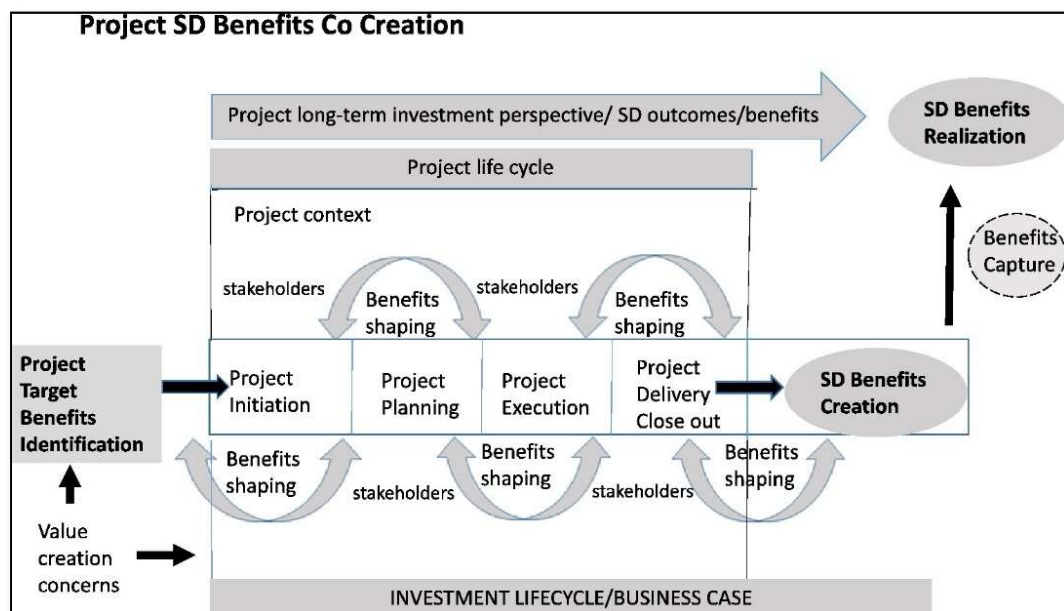 Project SD Benefits Co Creation
Project long-term investment perspective/ SD outcomes/benefits
SD Benefits
Realization
Project life cycle
Project context
Benefits
Capture
stakeholders
Benefits
shaping
stakeholders
Benefits
shaping
Project
Target
Benefits
Identification
Project
Initiation
Project
Planning
Project
Execution
Project
Delivery
Close out
SD Benefits
Creation
Benefits
shaping
stakeholders
Benefits
shaping
stakeholders
Benefits
shaping
Value
creation
concerns
INVESTMENT LIFECYCLE/BUSINESS CASE